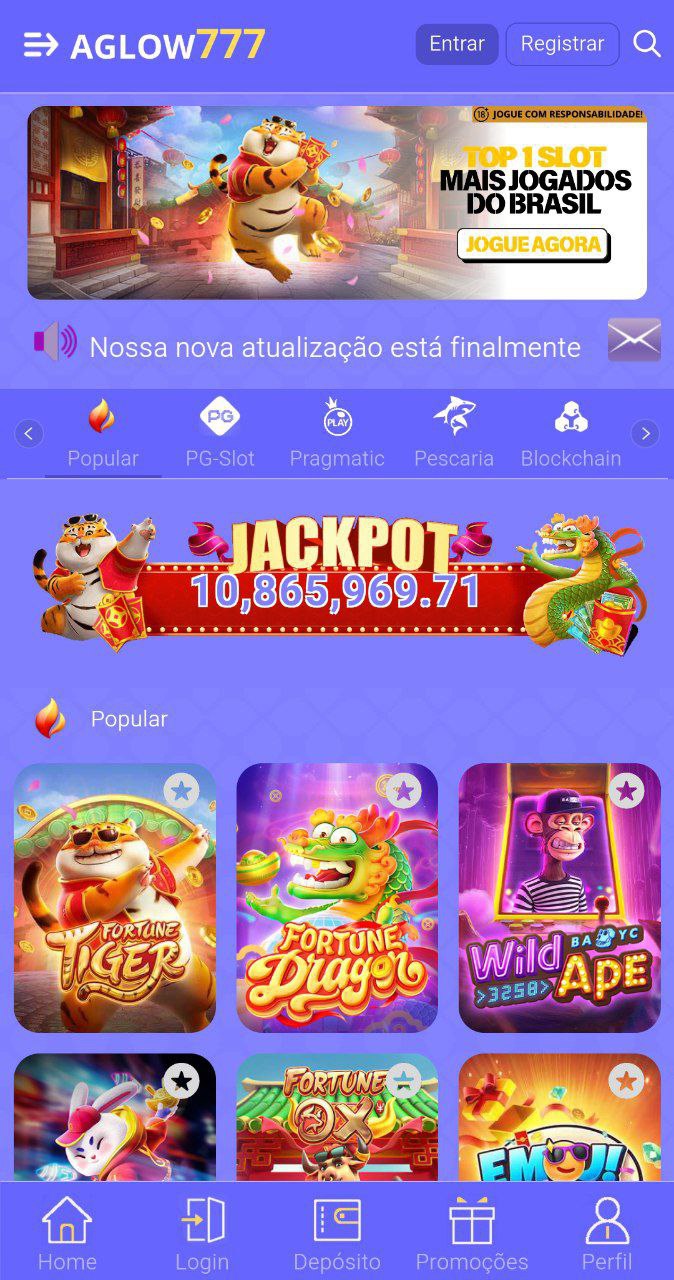 AGLOW777
Entrar
Registrar
18+ JOGUE COM RESPONSABILIDADE!
TOP 1 SLOT
MAIS JOGADOS
DO BRASIL
JOGUE AGORA
Nossa nova atualização está finalmente
PG
PLAY
Popular
PG-Slot
Pragmatic
Pescaria
Blockchain
JACKPOT
10,865,969.71
Popular
FORTUNE
TIGER
FORTUNE
Dragon
Wild
BAYC
>3258>
APE
FORTUNE
OX
EMOJI
Home
Login
Depósito
Promoções
Perfil